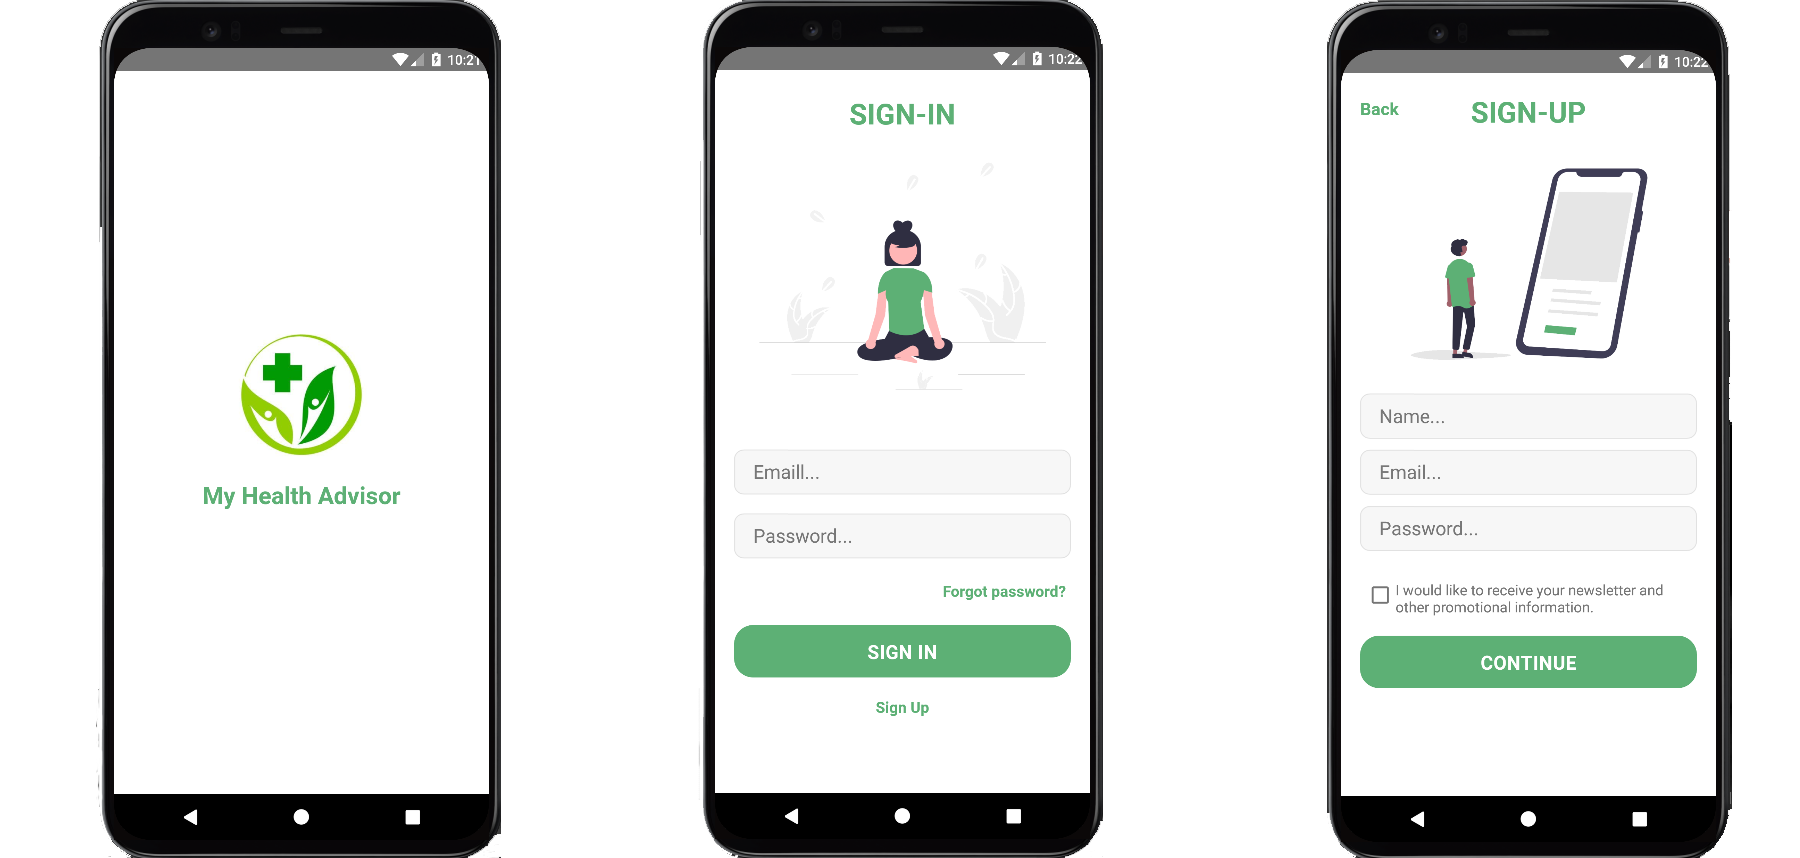 10:21
My Health Advisor
10:22
SIGN-IN
Emaill...
Password...
Forgot password?
SIGN IN
Sign Up
10:22
Back
SIGN-UP
Name...
Email...
Password...
I would like to receive your newsletter and
other promotional information.
CONTINUE